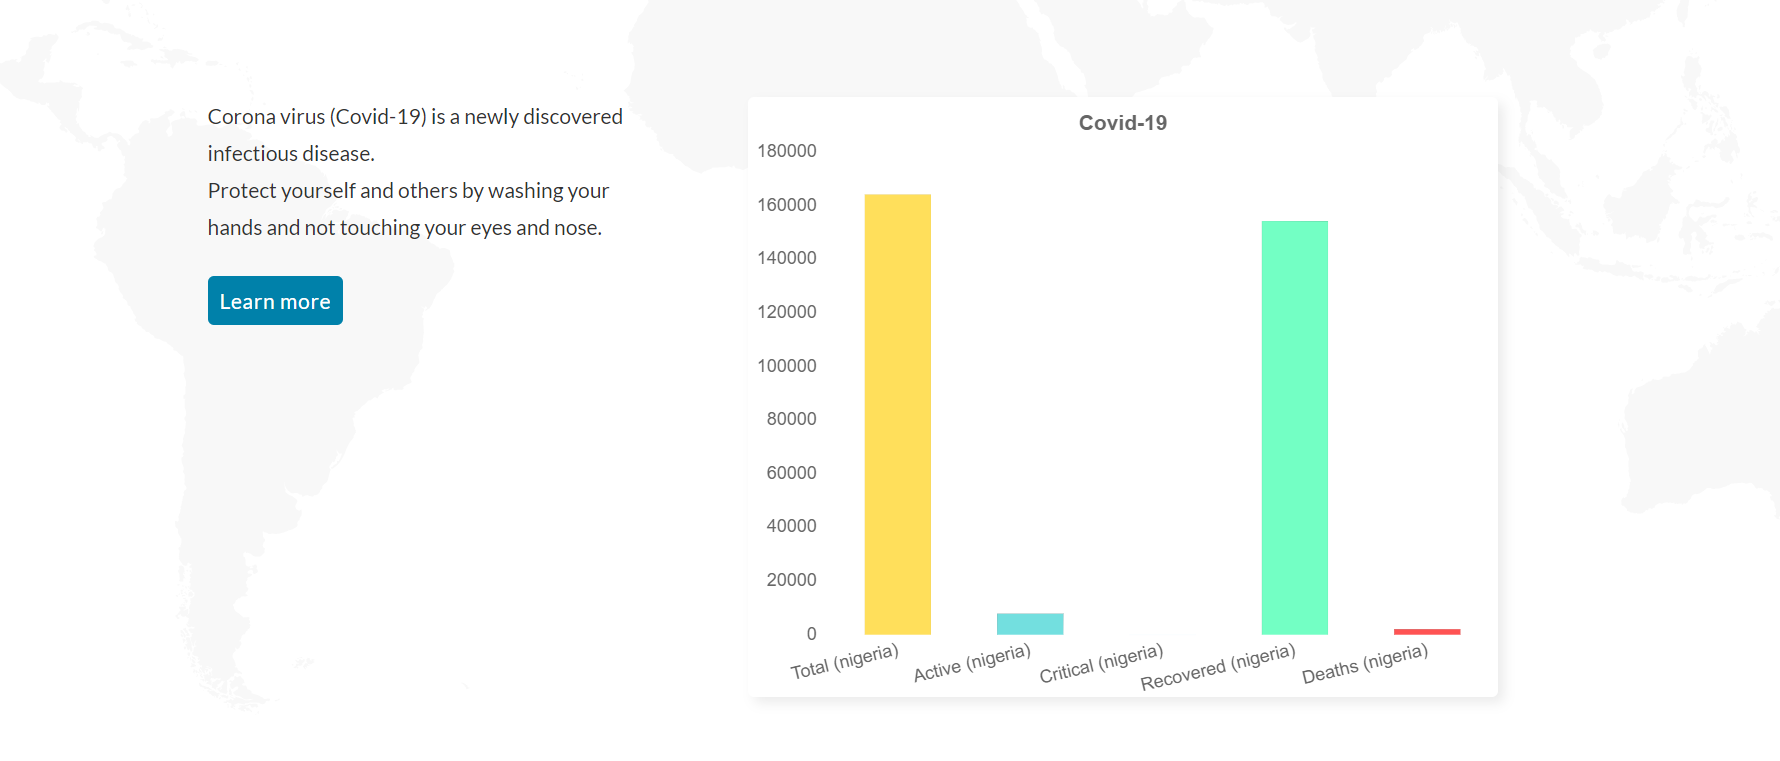 Corona virus (Covid-19) is a newly discovered
infectious disease.
Protect yourself and others by washing your
hands and not touching your eyes and nose.
Learn more
Covid-19
180000
160000
140000
120000
100000
80000
60000
40000
20000
0
Total (nigeria)
Active (nigeria)
Critical (nigeria)
Recovered (nigeria)
Deaths (nigeria)